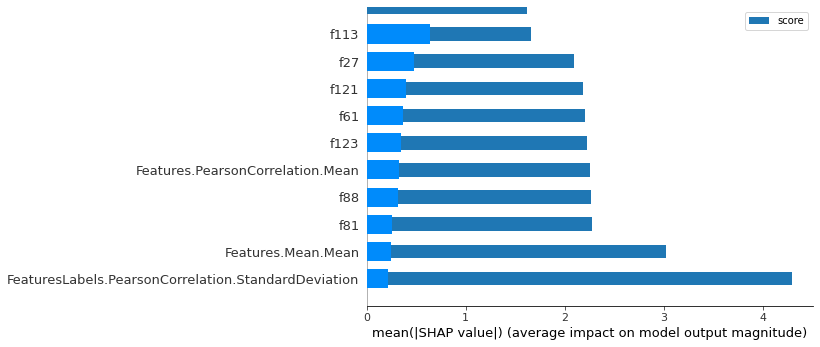 score
f113
f27
f121
f61
f123
Features.PearsonCorrelation.Mean
f88
f81
Features.Mean.Mean
FeaturesLabels.PearsonCorrelation.StandardDeviation
0 1 2 3 4
mean(|SHAP value|) (average impact on model output magnitude)